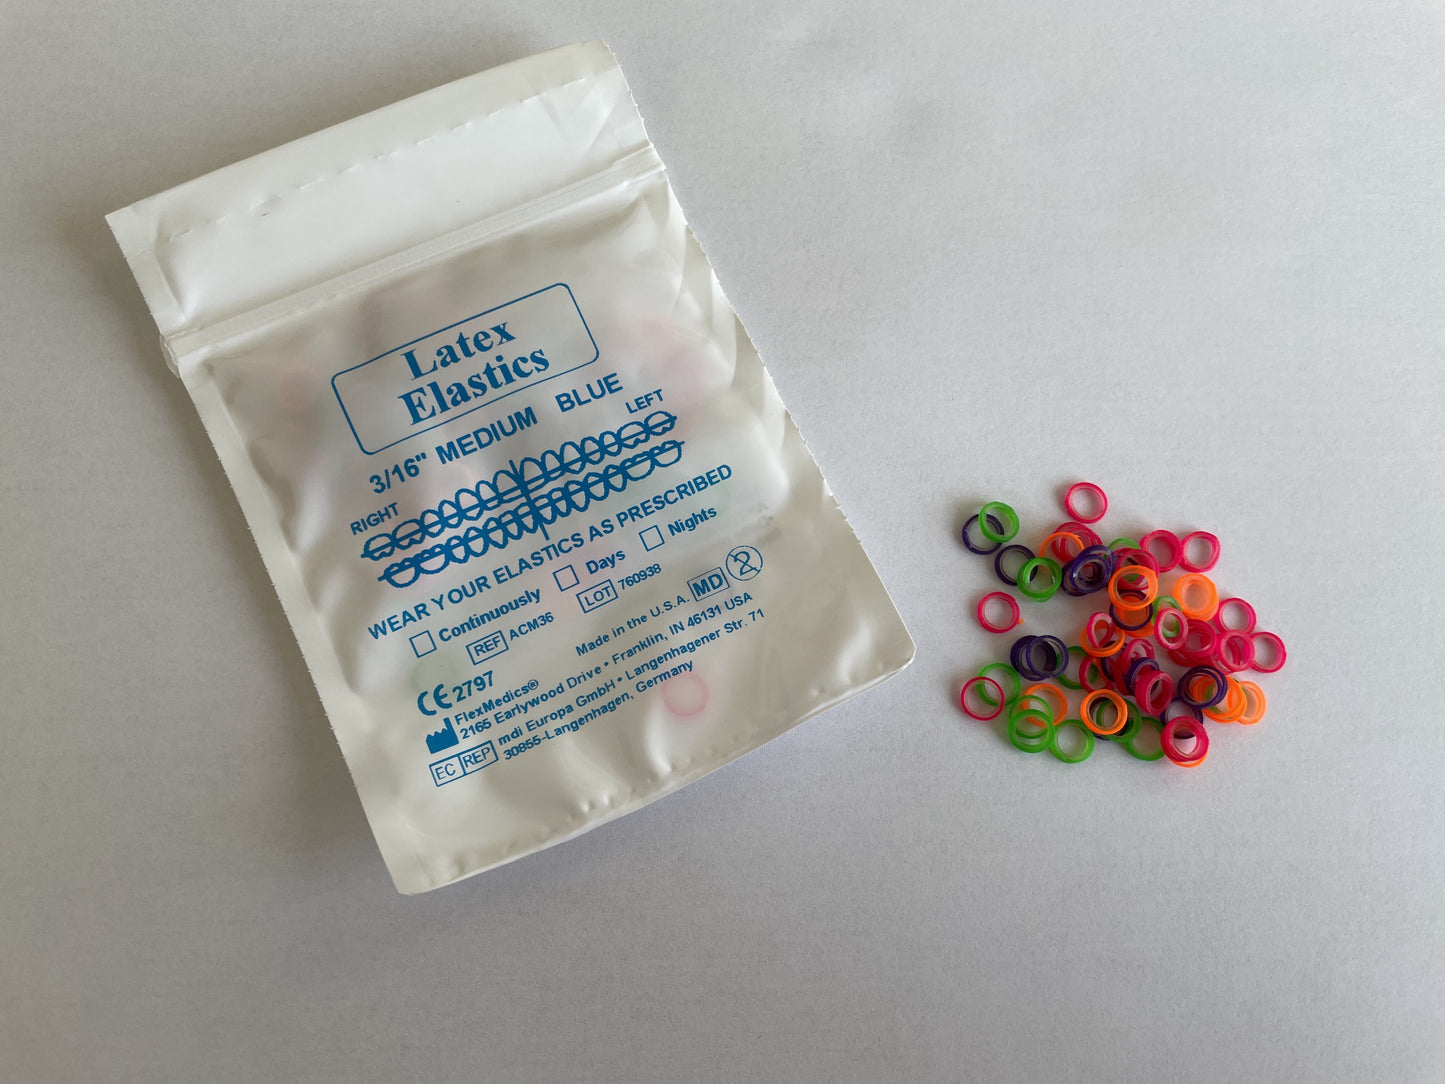 Latex
Elastics
3/16" MEDIUM BLUE
RIGHT LEFT
WEAR YOUR ELASTICS AS PRESCRIBED
Continuously Days Nights
REF ACM36 LOT 760938 MD 2
CE 2797 Made in the U.S.A.
FlexMedics®
2165 Earlywood Drive • Franklin, IN 46131 USA
EC REP mdi Europa GmbH • Langenhagener Str. 71
30855-Langenhagen, Germany